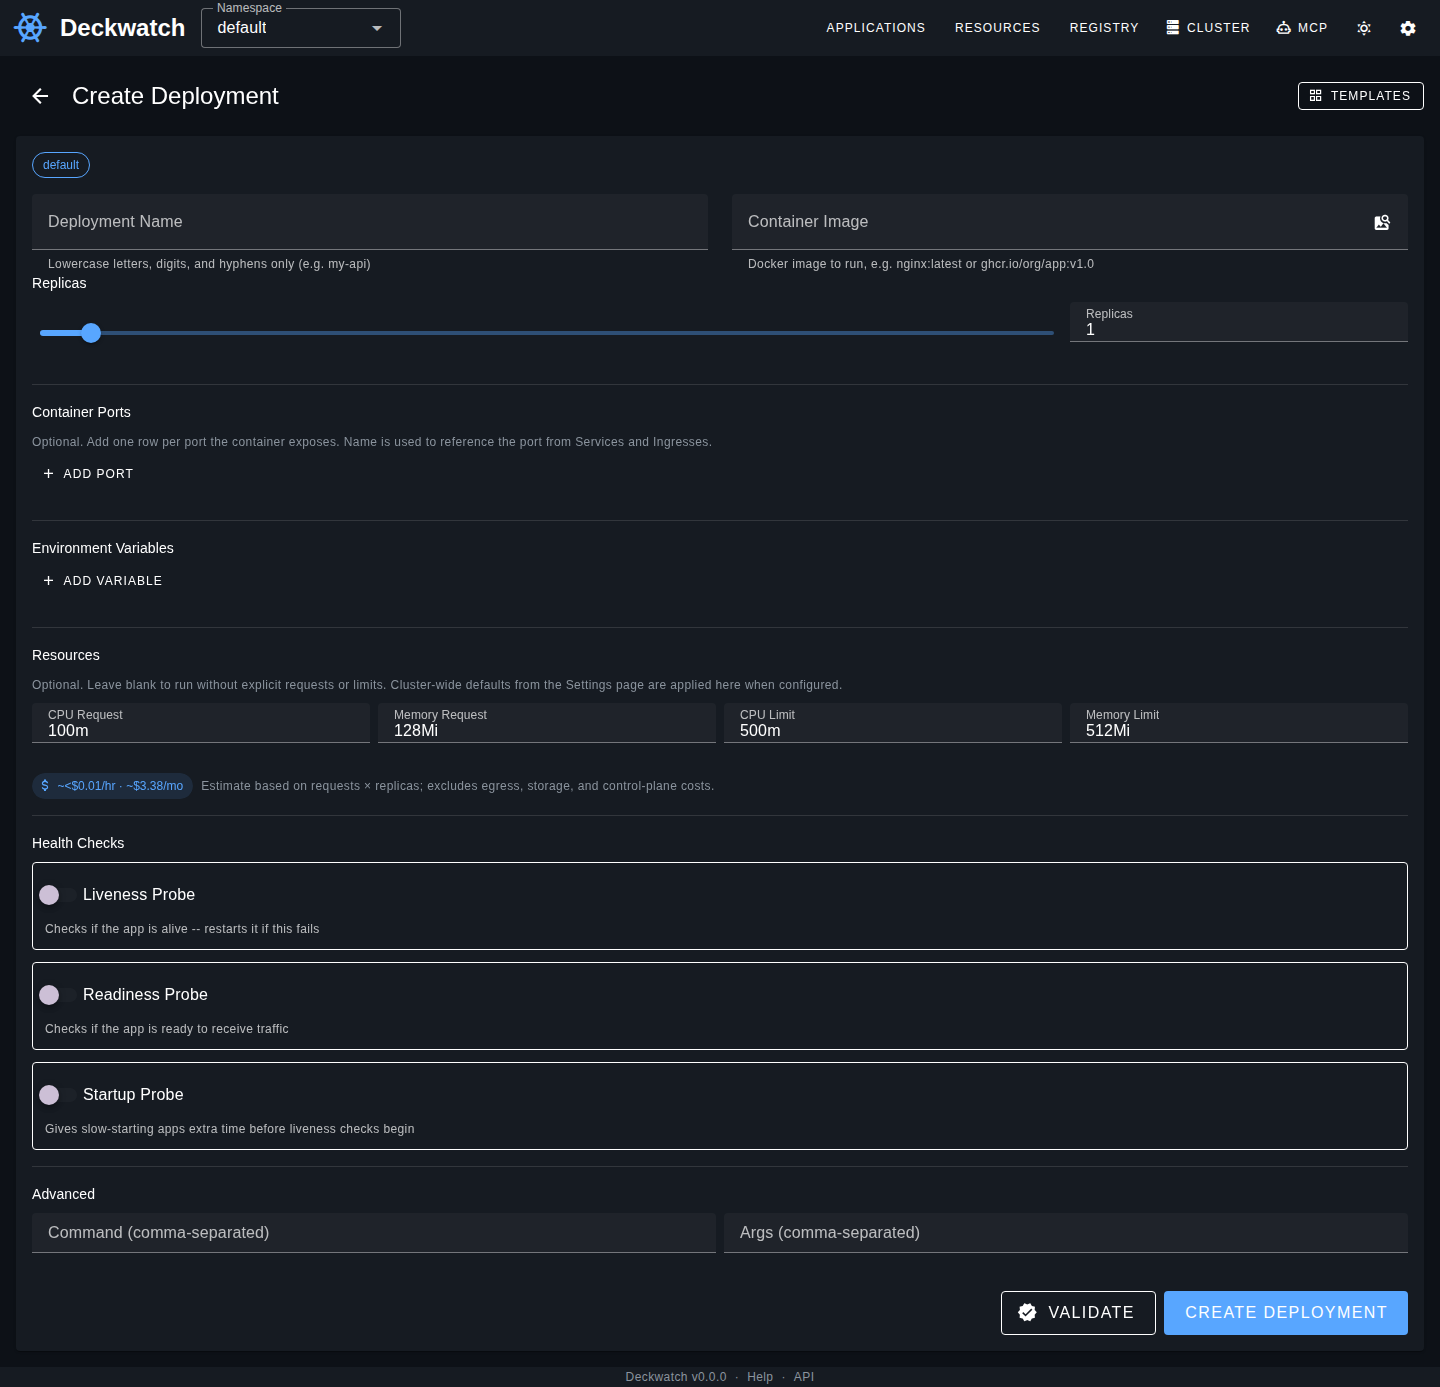 Deckwatch
Namespace
default
APPLICATIONS
RESOURCES
REGISTRY
CLUSTER
MCP
Create Deployment
TEMPLATES
default
Deployment Name
Container Image
Lowercase letters, digits, and hyphens only (e.g. my-api)
Docker image to run, e.g. nginx:latest or ghcr.io/org/app:v1.0
Replicas
Replicas
1
Container Ports
Optional. Add one row per port the container exposes. Name is used to reference the port from Services and Ingresses.
+ ADD PORT
Environment Variables
+ ADD VARIABLE
Resources
Optional. Leave blank to run without explicit requests or limits. Cluster-wide defaults from the Settings page are applied here when configured.
CPU Request
100m
Memory Request
128Mi
CPU Limit
500m
Memory Limit
512Mi
$ ~<$0.01/hr · ~$3.38/mo
Estimate based on requests × replicas; excludes egress, storage, and control-plane costs.
Health Checks
Liveness Probe
Checks if the app is alive -- restarts it if this fails
Readiness Probe
Checks if the app is ready to receive traffic
Startup Probe
Gives slow-starting apps extra time before liveness checks begin
Advanced
Command (comma-separated)
Args (comma-separated)
VALIDATE
CREATE DEPLOYMENT
Deckwatch v0.0.0 · Help · API